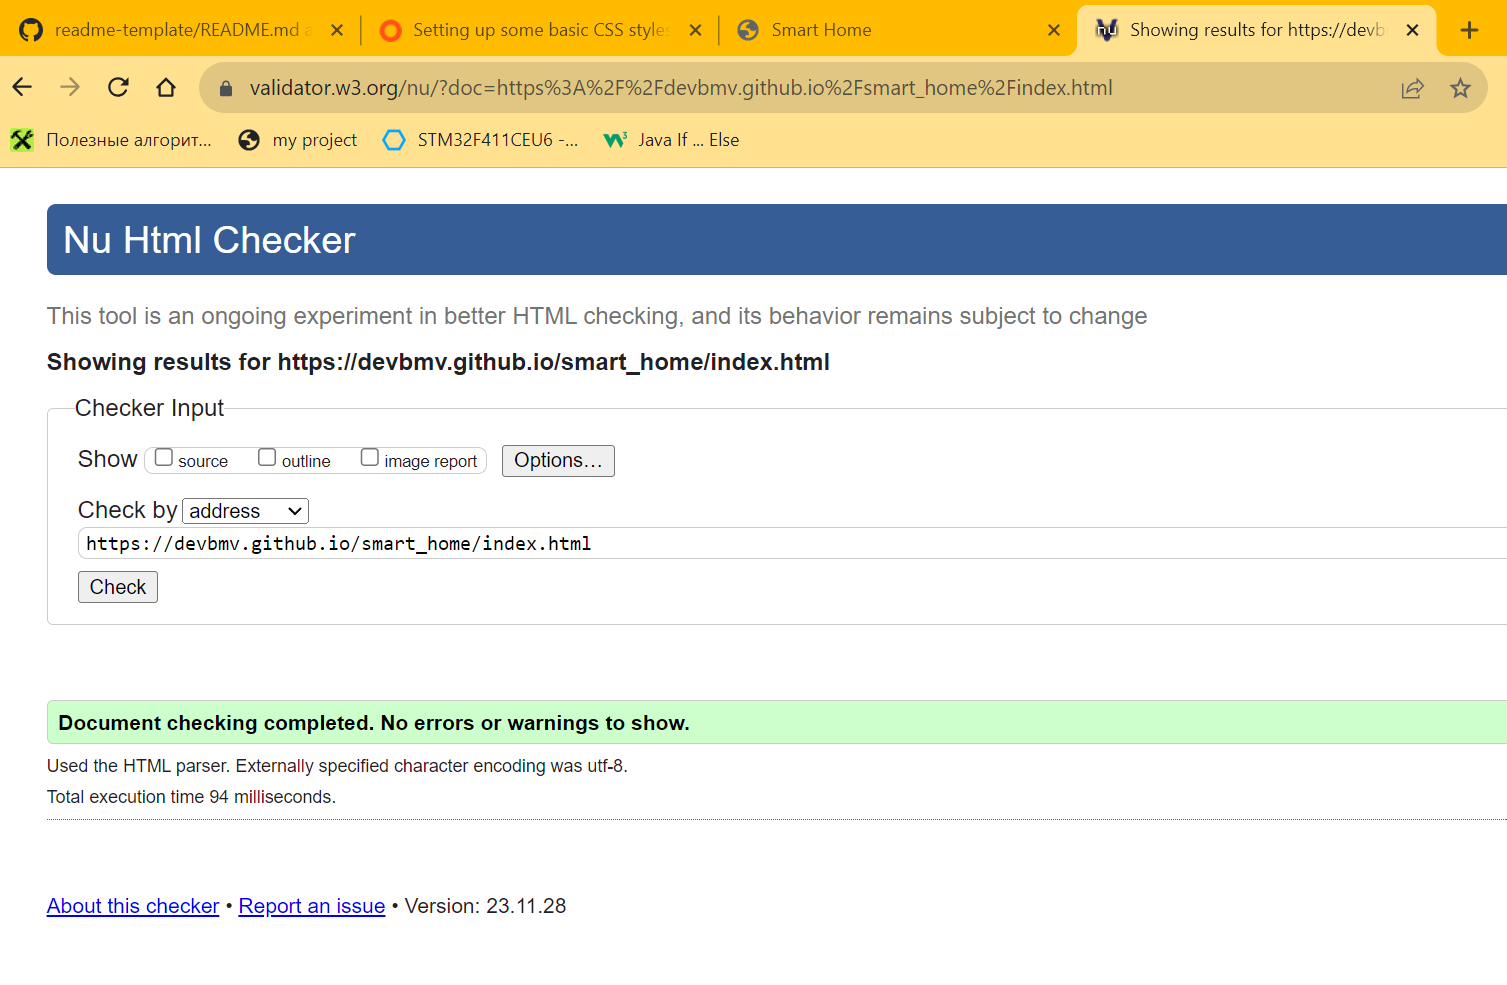 readme-template/README.md a
Setting up some basic CSS styles
Smart Home
Showing results for https://devb
validator.w3.org/nu/?doc=https%3A%2F%2Fdevbmv.github.io%2Fsmart_home%2Findex.html
Полезные алгорит...
my project
STM32F411CEU6 -...
W3
Java If ... Else
Nu Html Checker
This tool is an ongoing experiment in better HTML checking, and its behavior remains subject to change
Showing results for https://devbmv.github.io/smart_home/index.html
Checker Input
Show source outline image report Options...
Check by address
https://devbmv.github.io/smart_home/index.html
Check
Document checking completed. No errors or warnings to show.
Used the HTML parser. Externally specified character encoding was utf-8.
Total execution time 94 milliseconds.
About this checker • Report an issue • Version: 23.11.28